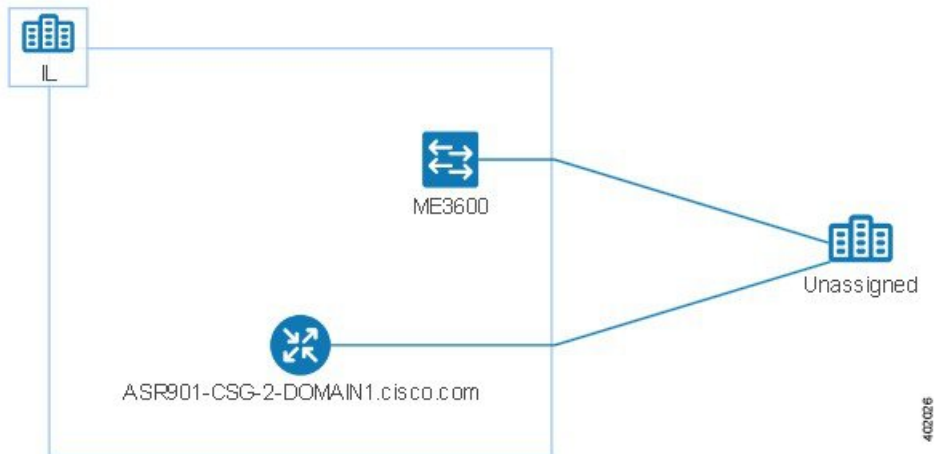 IL
ME3600
Unassigned
ASR901-CSG-2-DOMAIN1.cisco.com
402026